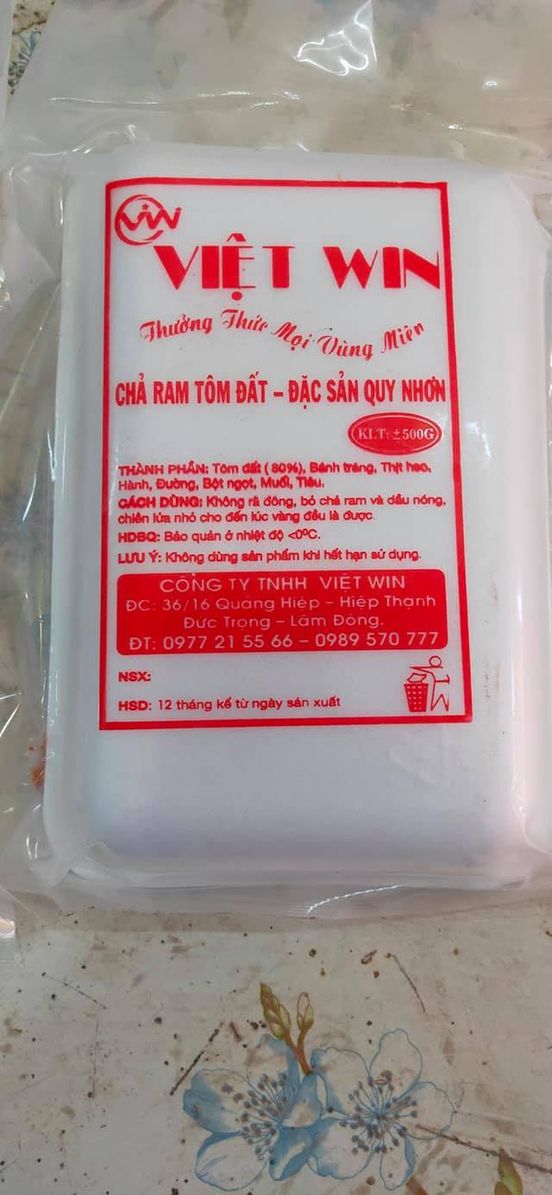 VW
VIỆT WIN
Thưởng Thức Mọi Vùng Miền
CHẢ RAM TÔM ĐẤT – ĐẶC SẢN QUY NHƠN
KLT: ±500G
THÀNH PHẦN: Tôm đất ( 80%), Bánh tráng, Thịt heo,
Hành, Đường, Bột ngọt, Muối, Tiêu.
CÁCH DÙNG: Không rã đông, bỏ chả ram vô dầu nóng,
chiên lửa nhỏ cho đến lúc vàng đều là được.
HDBQ: Bảo quản ở nhiệt độ <0ºC.
LƯU Ý: Không dùng sản phẩm khi hết hạn sử dụng.
CÔNG TY TNHH VIỆT WIN
ĐC: 36/16 Quảng Hiệp – Hiệp Thạnh
Đức Trọng – Lâm Đồng.
ĐT: 0977 21 55 66 – 0989 570 777
NSX:
HSD: 12 tháng kể từ ngày sản xuất